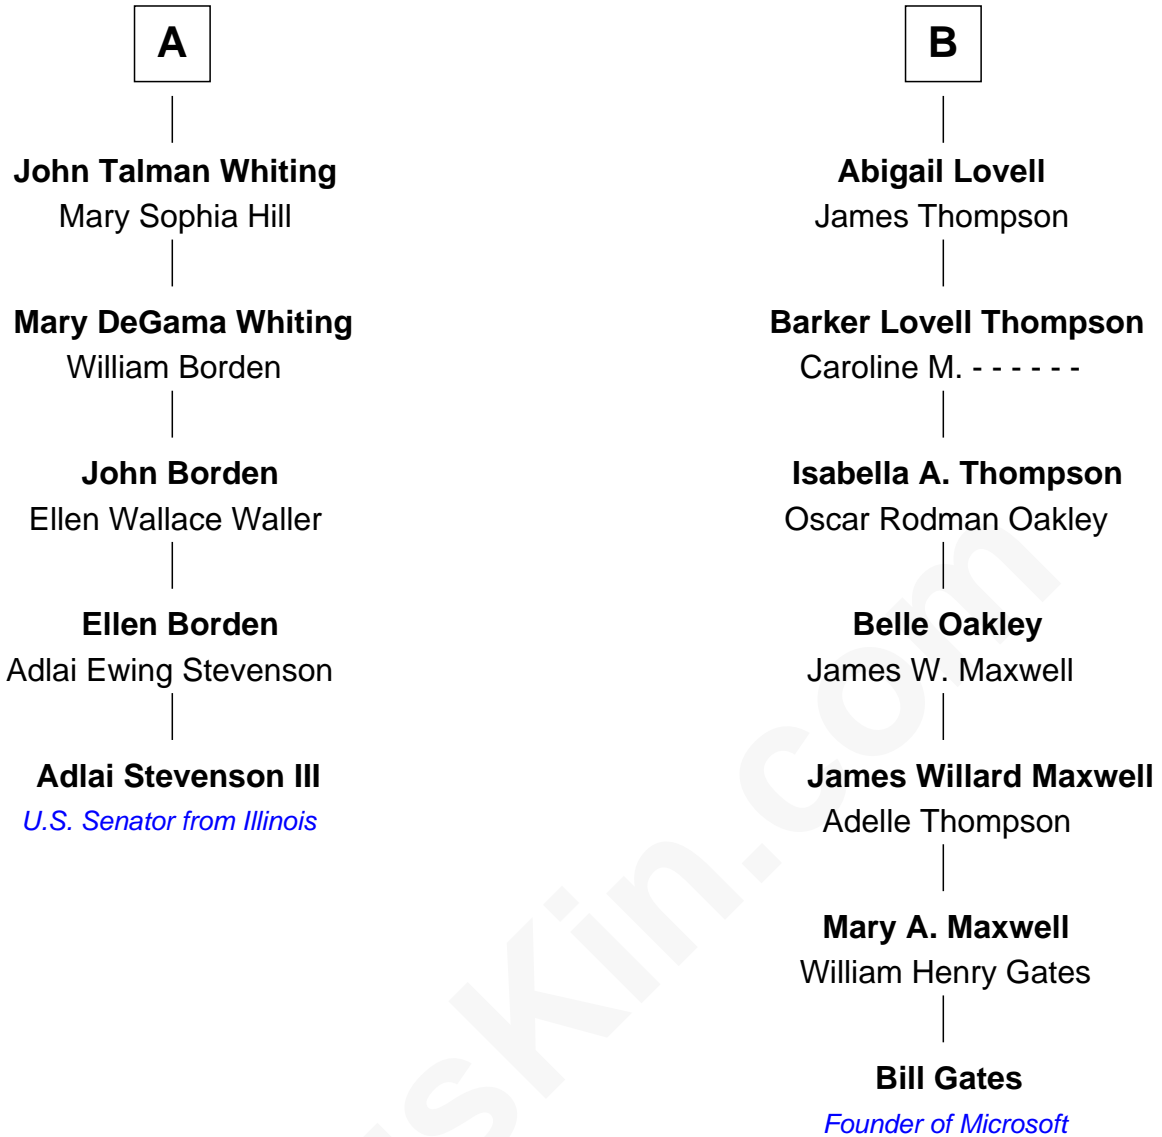 A
John Talman Whiting
Mary Sophia Hill
Mary DeGama Whiting
William Borden
John Borden
Ellen Wallace Waller
Ellen Borden
Adlai Ewing Stevenson
Adlai Stevenson III
U.S. Senator from Illinois
B
Abigail Lovell
James Thompson
Barker Lovell Thompson
Caroline M. - - - - - -
Isabella A. Thompson
Oscar Rodman Oakley
Belle Oakley
James W. Maxwell
James Willard Maxwell
Adelle Thompson
Mary A. Maxwell
William Henry Gates
Bill Gates
Founder of Microsoft
sKin.com